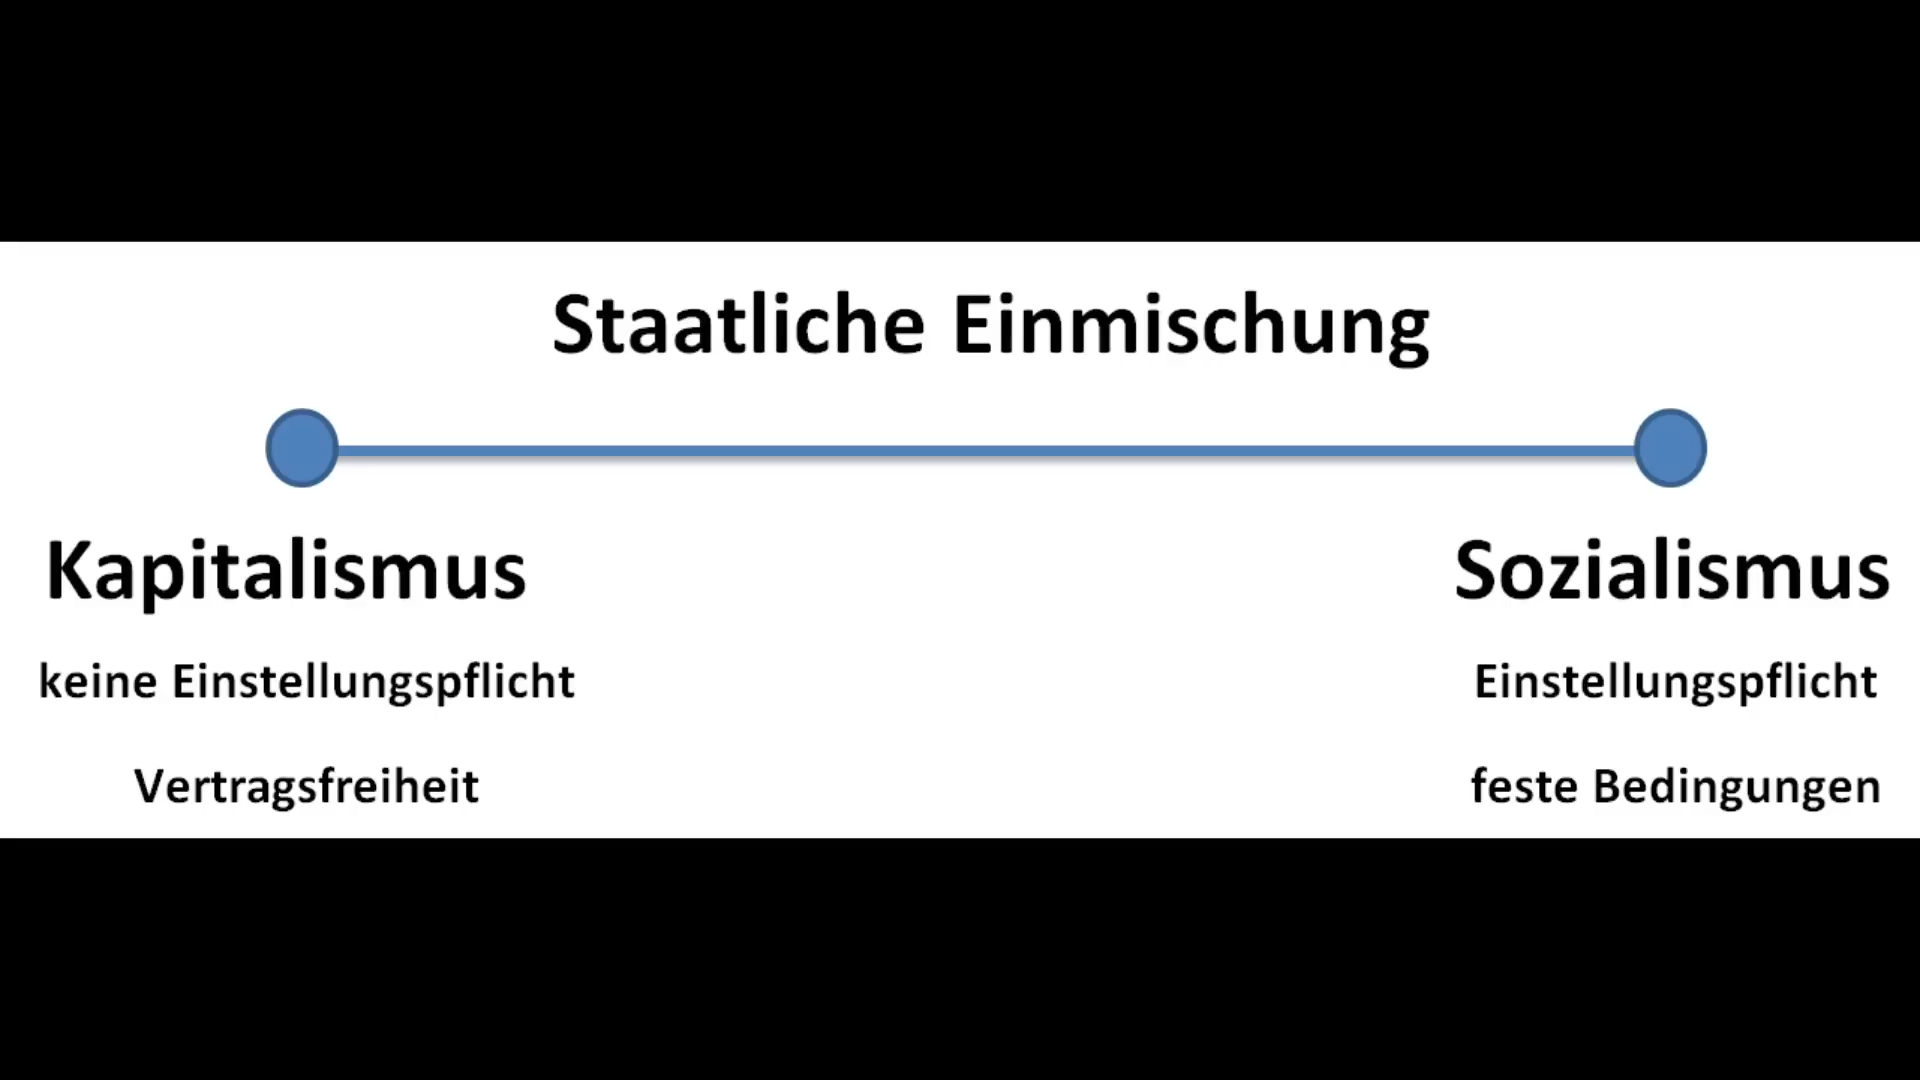 Staatliche Einmischung
Kapitalismus
Sozialismus
keine Einstellungspflicht
Einstellungspflicht
Vertragsfreiheit
feste Bedingungen